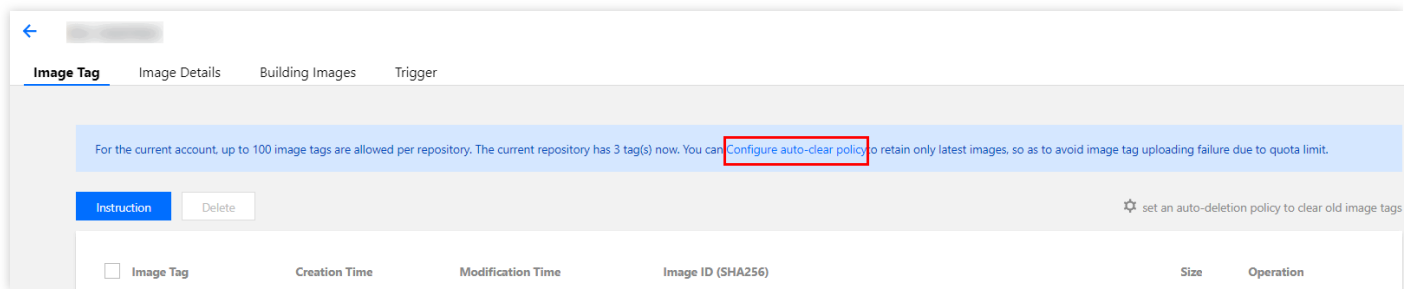 Image Tag Image Details Building Images Trigger
For the current account, up to 100 image tags are allowed per repository. The current repository has 3 tag(s) now. You can Configure auto-clear policy to retain only latest images, so as to avoid image tag uploading failure due to quota limit.
Instruction Delete set an auto-deletion policy to clear old image tags
Image Tag Creation Time Modification Time Image ID (SHA256) Size Operation